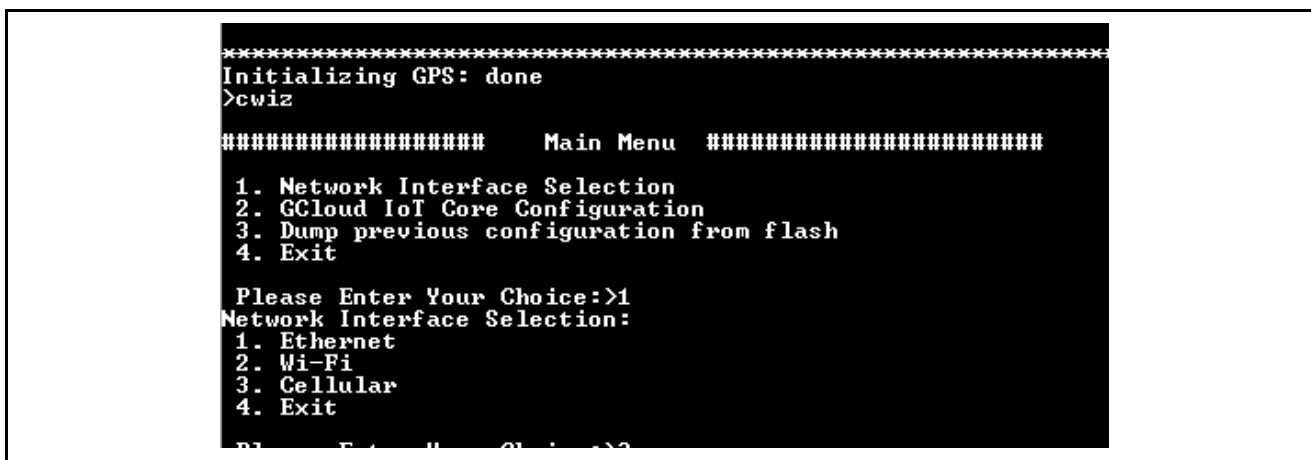 ************************************************************
Initializing GPS: done
>cwiz
################## Main Menu #######################
1. Network Interface Selection
2. GCloud IoT Core Configuration
3. Dump previous configuration from flash
4. Exit
Please Enter Your Choice:>1
Network Interface Selection:
1. Ethernet
2. Wi-Fi
3. Cellular
4. Exit